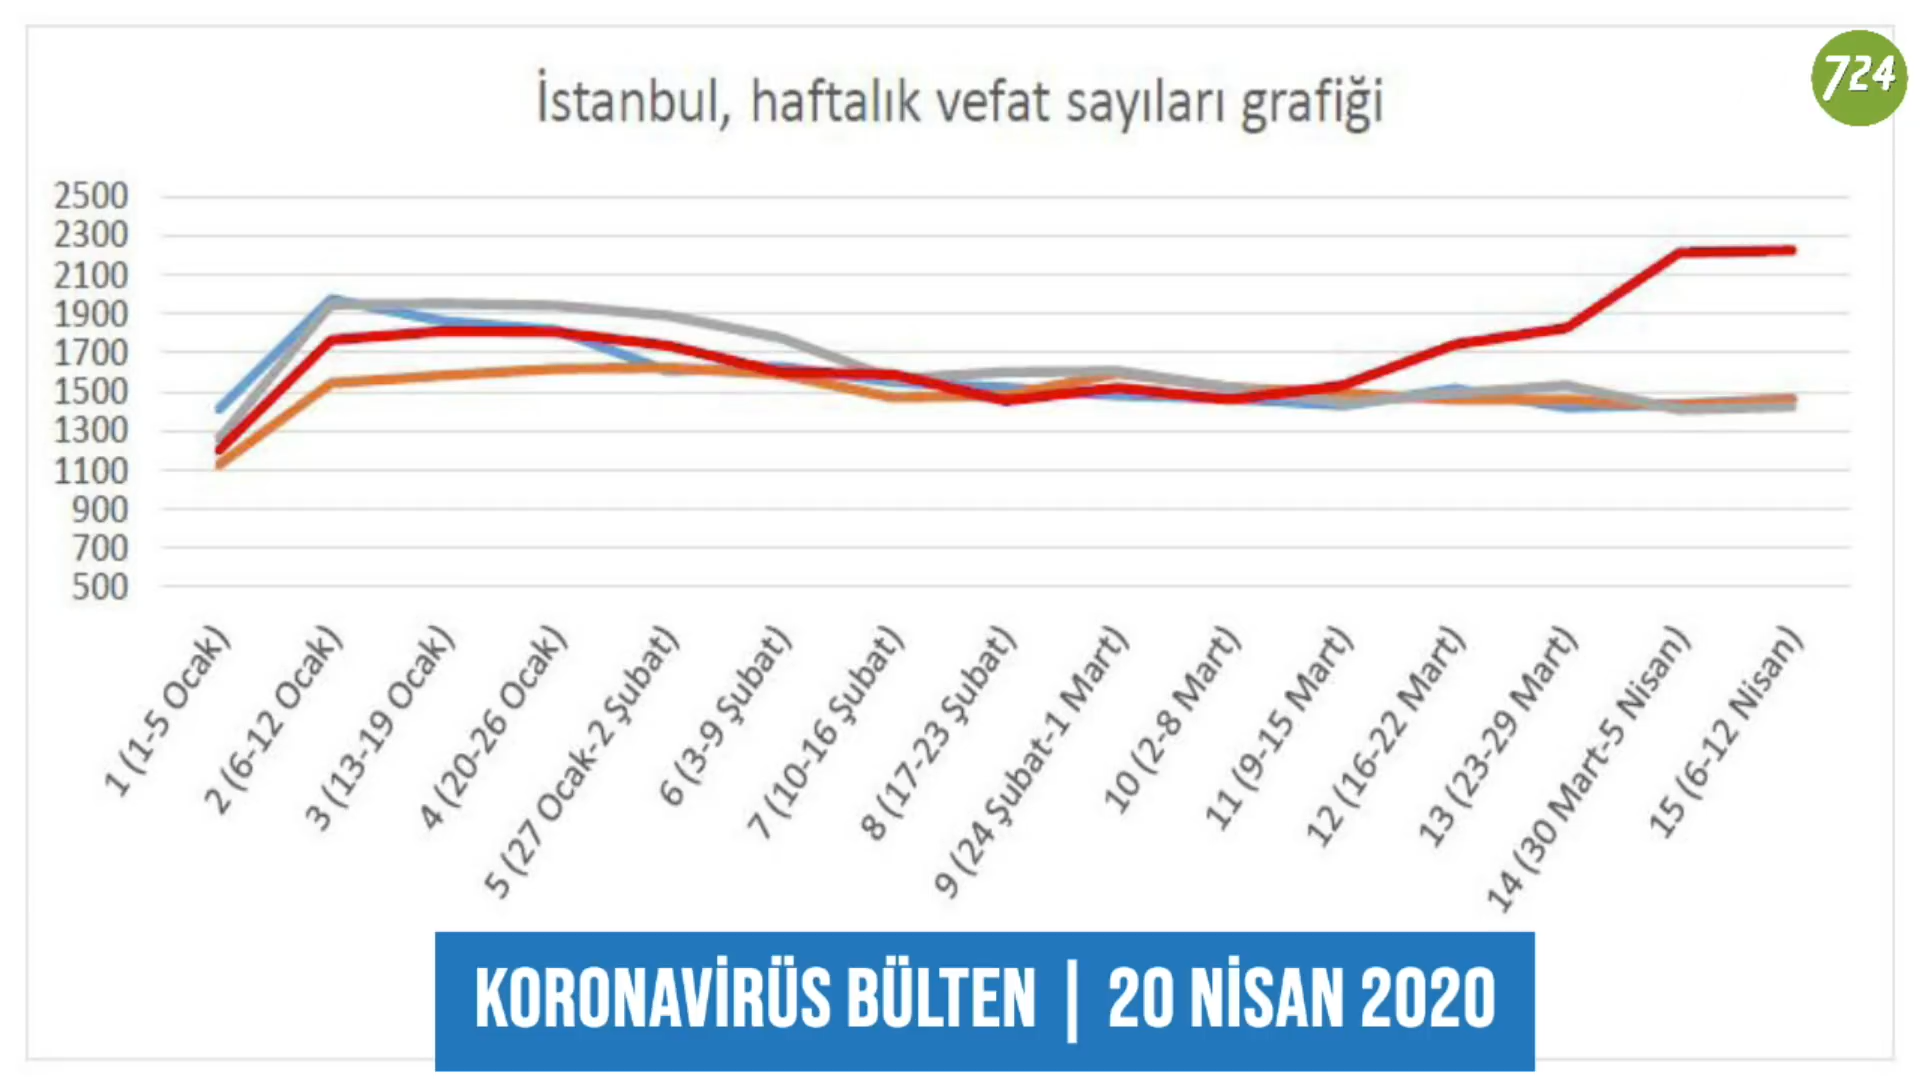 724
İstanbul, haftalık vefat sayıları grafiği
2500
2300
2100
1900
1700
1500
1300
1100
900
700
500
1 (1-5 Ocak)
2 (6-12 Ocak)
3 (13-19 Ocak)
4 (20-26 Ocak)
5 (27 Ocak-2 Şubat)
6 (3-9 Şubat)
7 (10-16 Şubat)
8 (17-23 Şubat)
9 (24 Şubat-1 Mart)
10 (2-8 Mart)
11 (9-15 Mart)
12 (16-22 Mart)
13 (23-29 Mart)
14 (30 Mart-5 Nisan)
15 (6-12 Nisan)
KORONAVİRÜS BÜLTEN | 20 NİSAN 2020